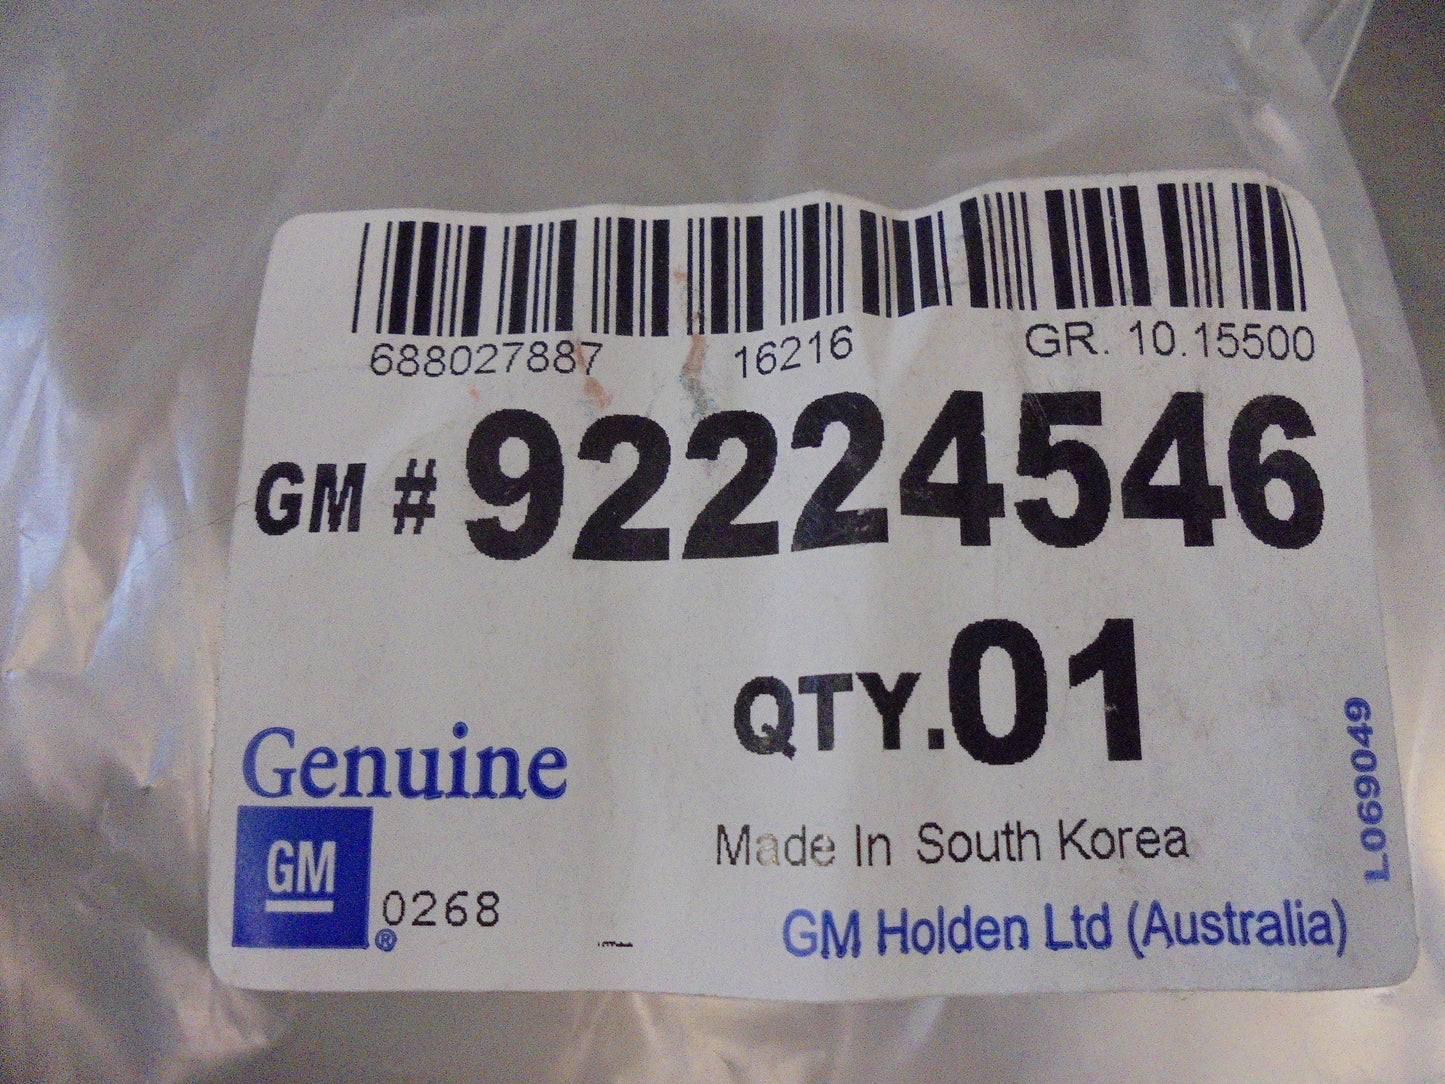 688027887 16216 GR. 10.15500
GM # 92224546
QTY.01
Genuine
GM
®
0268
Made In South Korea
GM Holden Ltd (Australia)
L069049